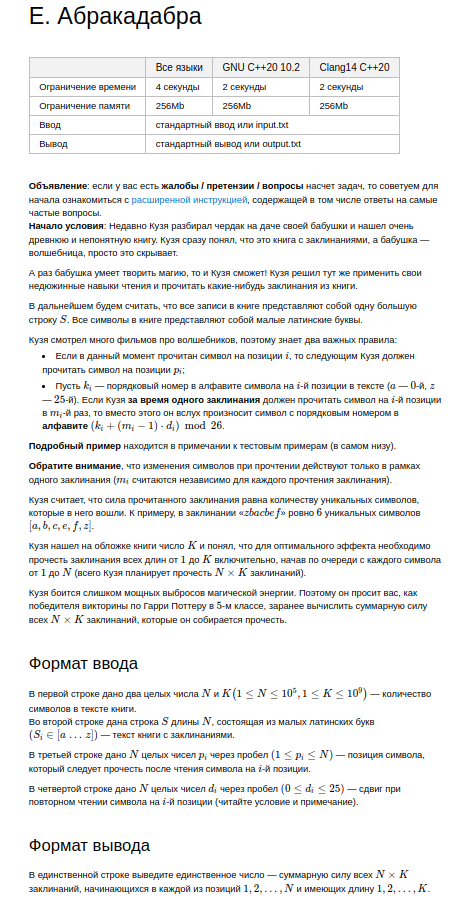 E. Абракадабра
Все языки GNU C++20 10.2 Clang14 C++20
Ограничение времени 4 секунды 2 секунды 2 секунды
Ограничение памяти 256Mb 256Mb 256Mb
Ввод стандартный ввод или input.txt
Вывод стандартный вывод или output.txt
Объявление: если у вас есть жалобы / претензии / вопросы насчет задач, то советуем для
начала ознакомиться с расширенной инструкцией, содержащей в том числе ответы на самые
частые вопросы.
Начало условия: Недавно Кузя разбирал чердак на даче своей бабушки и нашел очень
древнюю и непонятную книгу. Кузя сразу понял, что это книга с заклинаниями, а бабушка —
волшебница, просто это скрывает.
А раз бабушка умеет творить магию, то и Кузя сможет! Кузя решил тут же применить свои
недюжинные навыки чтения и прочитать какие-нибудь заклинания из книги.
В дальнейшем будем считать, что все записи в книге представляют собой одну большую
строку S. Все символы в книге представляют собой малые латинские буквы.
Кузя смотрел много фильмов про волшебников, поэтому знает два важных правила:
• Если в данный момент прочитан символ на позиции i, то следующим Кузя должен
прочитать символ на позиции p_i;
• Пусть k_i — порядковый номер в алфавите символа на i-й позиции в тексте (a — 0-й, z
— 25-й). Если Кузя за время одного заклинания должен прочитать символ на i-й позиции
в m_i-й раз, то вместо этого он вслух произносит символ с порядковым номером в
алфавите (k_i + (m_i − 1) · d_i) mod 26.
Подробный пример находится в примечании к тестовым примерам (в самом низу).
Обратите внимание, что изменения символов при прочтении действуют только в рамках
одного заклинания (m_i считаются независимо для каждого прочтения заклинания).
Кузя считает, что сила прочитанного заклинания равна количеству уникальных символов,
которые в него вошли. К примеру, в заклинании «zbacbef» ровно 6 уникальных символов
[a, b, c, e, f, z].
Кузя нашел на обложке книги число K и понял, что для оптимального эффекта необходимо
прочесть заклинания всех длин от 1 до K включительно, начав по очереди с каждого символа
от 1 до N (всего Кузя планирует прочесть N × K заклинаний).
Кузя боится слишком мощных выбросов магической энергии. Поэтому он просит вас, как
победителя викторины по Гарри Поттеру в 5-м классе, заранее вычислить суммарную силу
всех N × K заклинаний, которые он собирается прочесть.
Формат ввода
В первой строке дано два целых числа N и K(1 ≤ N ≤ 10^5, 1 ≤ K ≤ 10^9) — количество
символов в тексте книги.
Во второй строке дана строка S длины N, состоящая из малых латинских букв
(S_i ∈ [a … z]) — текст книги с заклинаниями.
В третьей строке дано N целых чисел p_i через пробел (1 ≤ p_i ≤ N) — позиция символа,
который следует прочесть после чтения символа на i-й позиции.
В четвертой строке дано N целых чисел d_i через пробел (0 ≤ d_i ≤ 25) — сдвиг при
повторном чтении символа на i-й позиции (читайте условие и примечание).
Формат вывода
В единственной строке выведите единственное число — суммарную силу всех N × K
заклинаний, начинающихся в каждой из позиций 1, 2, … , N и имеющих длину 1, 2, … , K.